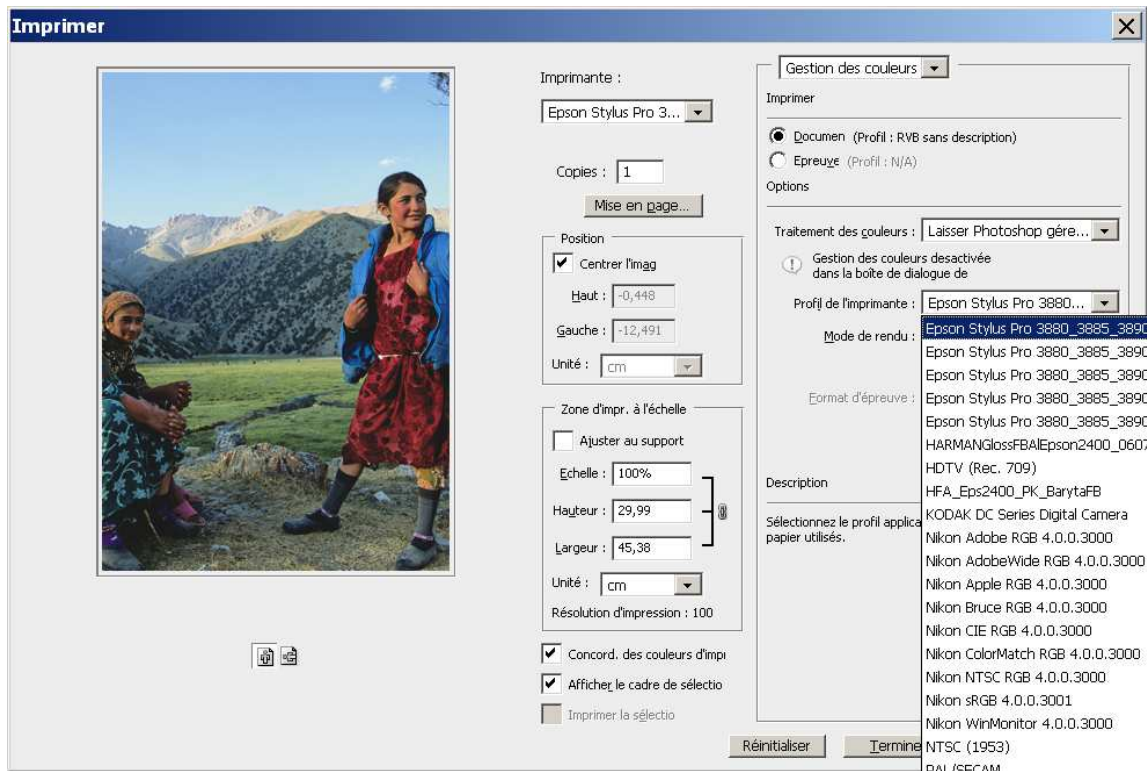 Imprimer
Imprimante :
Epson Stylus Pro 3...
Copies : 1
Mise en page...
Position
Centrer l'imag
Haut : -0,448
Gauche : -12,491
Unité : cm
Zone d'impr. à l'échelle
Ajuster au support
Echelle : 100%
Hauteur : 29,99
Largeur : 45,38
Unité : cm
Résolution d'impression : 100
Concord. des couleurs d'impr
Afficher le cadre de sélectio
Imprimer la sélectio
Gestion des couleurs
Imprimer
Documen (Profil : RVB sans description)
Epreuve (Profil : N/A)
Options
Traitement des couleurs : Laisser Photoshop gére...
Gestion des couleurs desactivée
dans la boîte de dialogue de
Profil de l'imprimante : Epson Stylus Pro 3880...
Mode de rendu :
Format d'épreuve :
Description
Sélectionnez le profil applica
papier utilisés.
Epson Stylus Pro 3880_3885_3890
Epson Stylus Pro 3880_3885_3890
Epson Stylus Pro 3880_3885_3890
Epson Stylus Pro 3880_3885_3890
Epson Stylus Pro 3880_3885_3890
HARMANGlossFBAlEpson2400_0607
HDTV (Rec. 709)
HFA_Eps2400_PK_BarytaFB
KODAK DC Series Digital Camera
Nikon Adobe RGB 4.0.0.3000
Nikon AdobeWide RGB 4.0.0.3000
Nikon Apple RGB 4.0.0.3000
Nikon Bruce RGB 4.0.0.3000
Nikon CIE RGB 4.0.0.3000
Nikon ColorMatch RGB 4.0.0.3000
Nikon NTSC RGB 4.0.0.3000
Nikon sRGB 4.0.0.3001
Nikon WinMonitor 4.0.0.3000
NTSC (1953)
PAL/SECAM
Réinitialiser
Termine